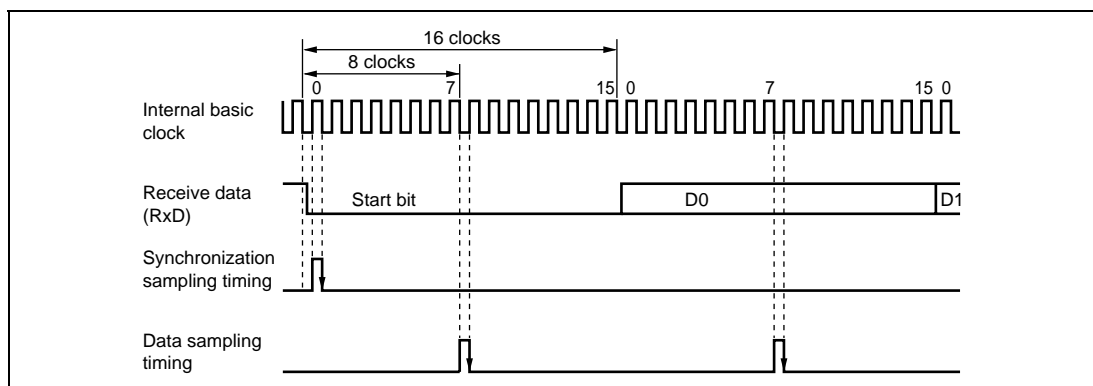 16 clocks
8 clocks
0 7 15 0 7 15 0
Internal basic
clock
Receive data
(RxD)
Start bit D0 D1
Synchronization
sampling timing
Data sampling
timing